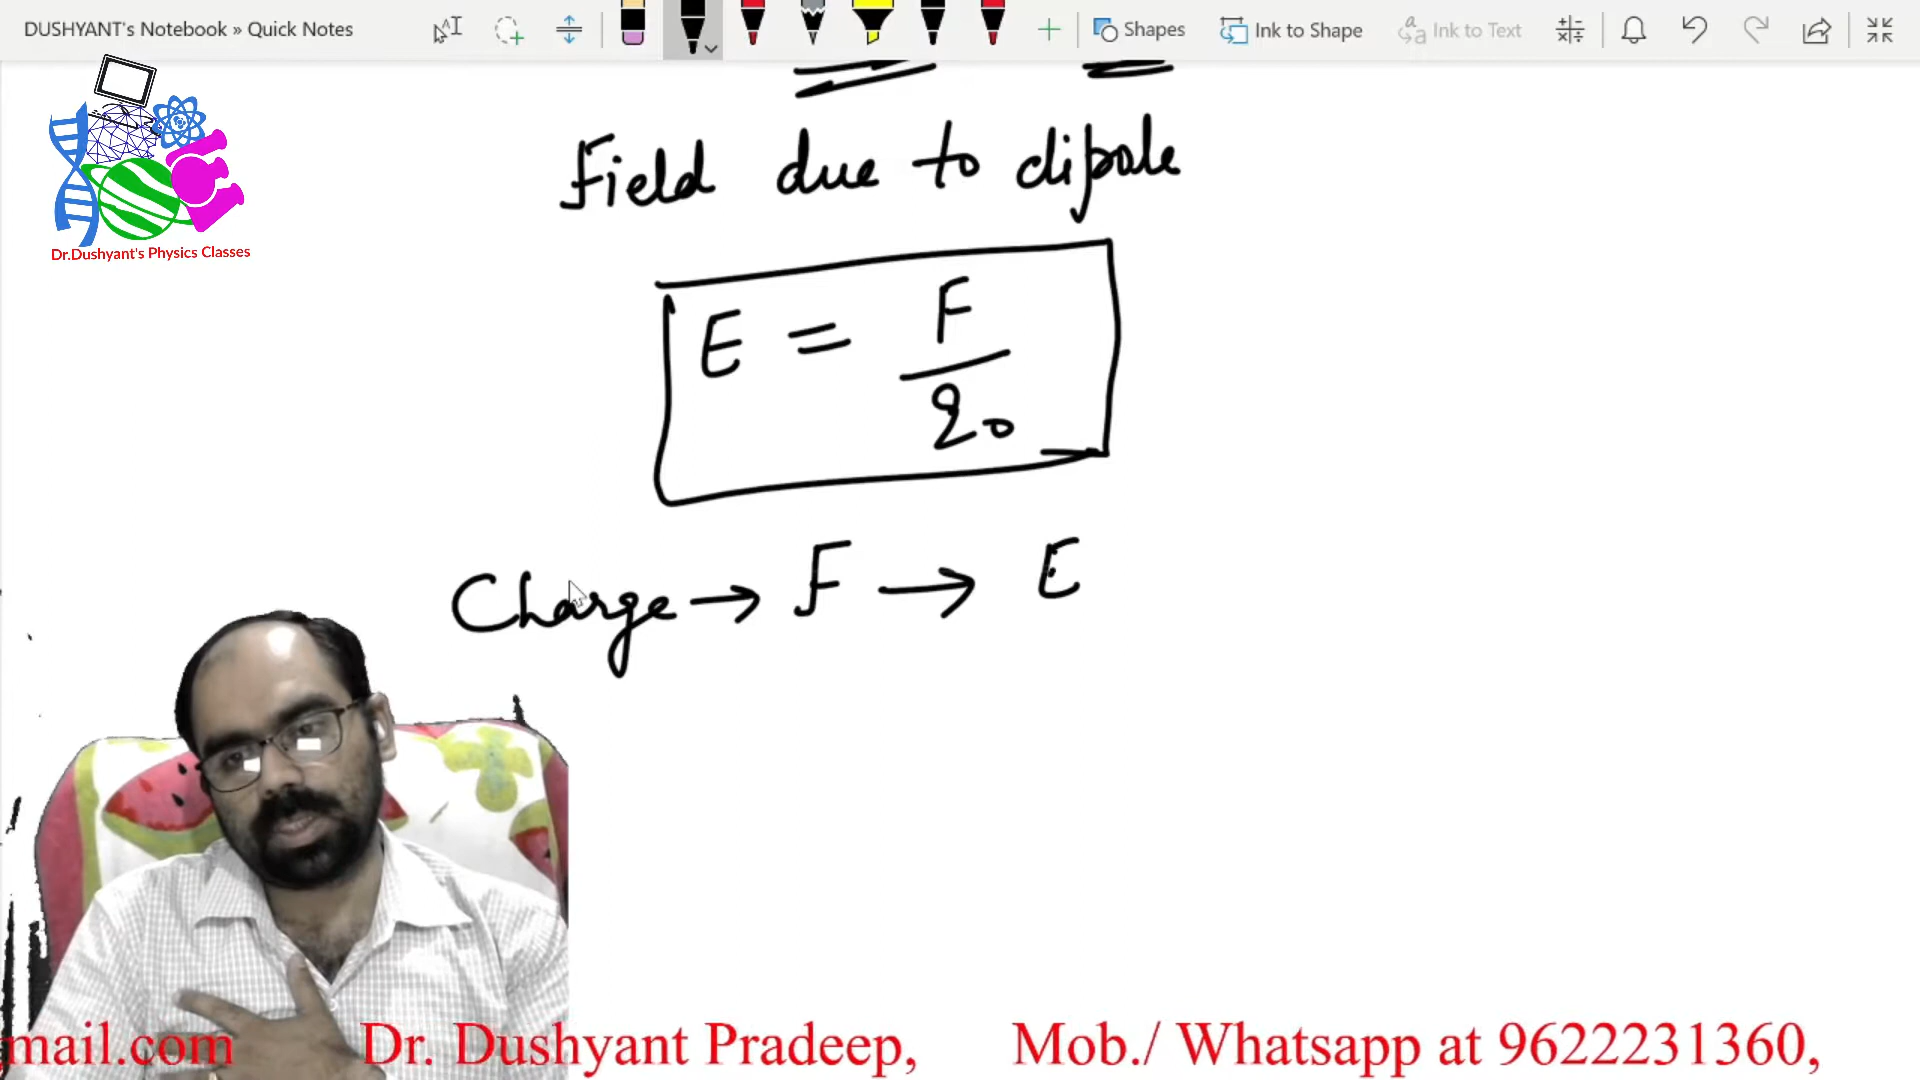 DUSHYANT's Notebook » Quick Notes
Shapes
Ink to Shape
Ink to Text
Dr.Dushyant's Physics Classes
Field due to dipole
E = F / q₀
Charge → F → E
mail.com Dr. Dushyant Pradeep, Mob./ Whatsapp at 9622231360,